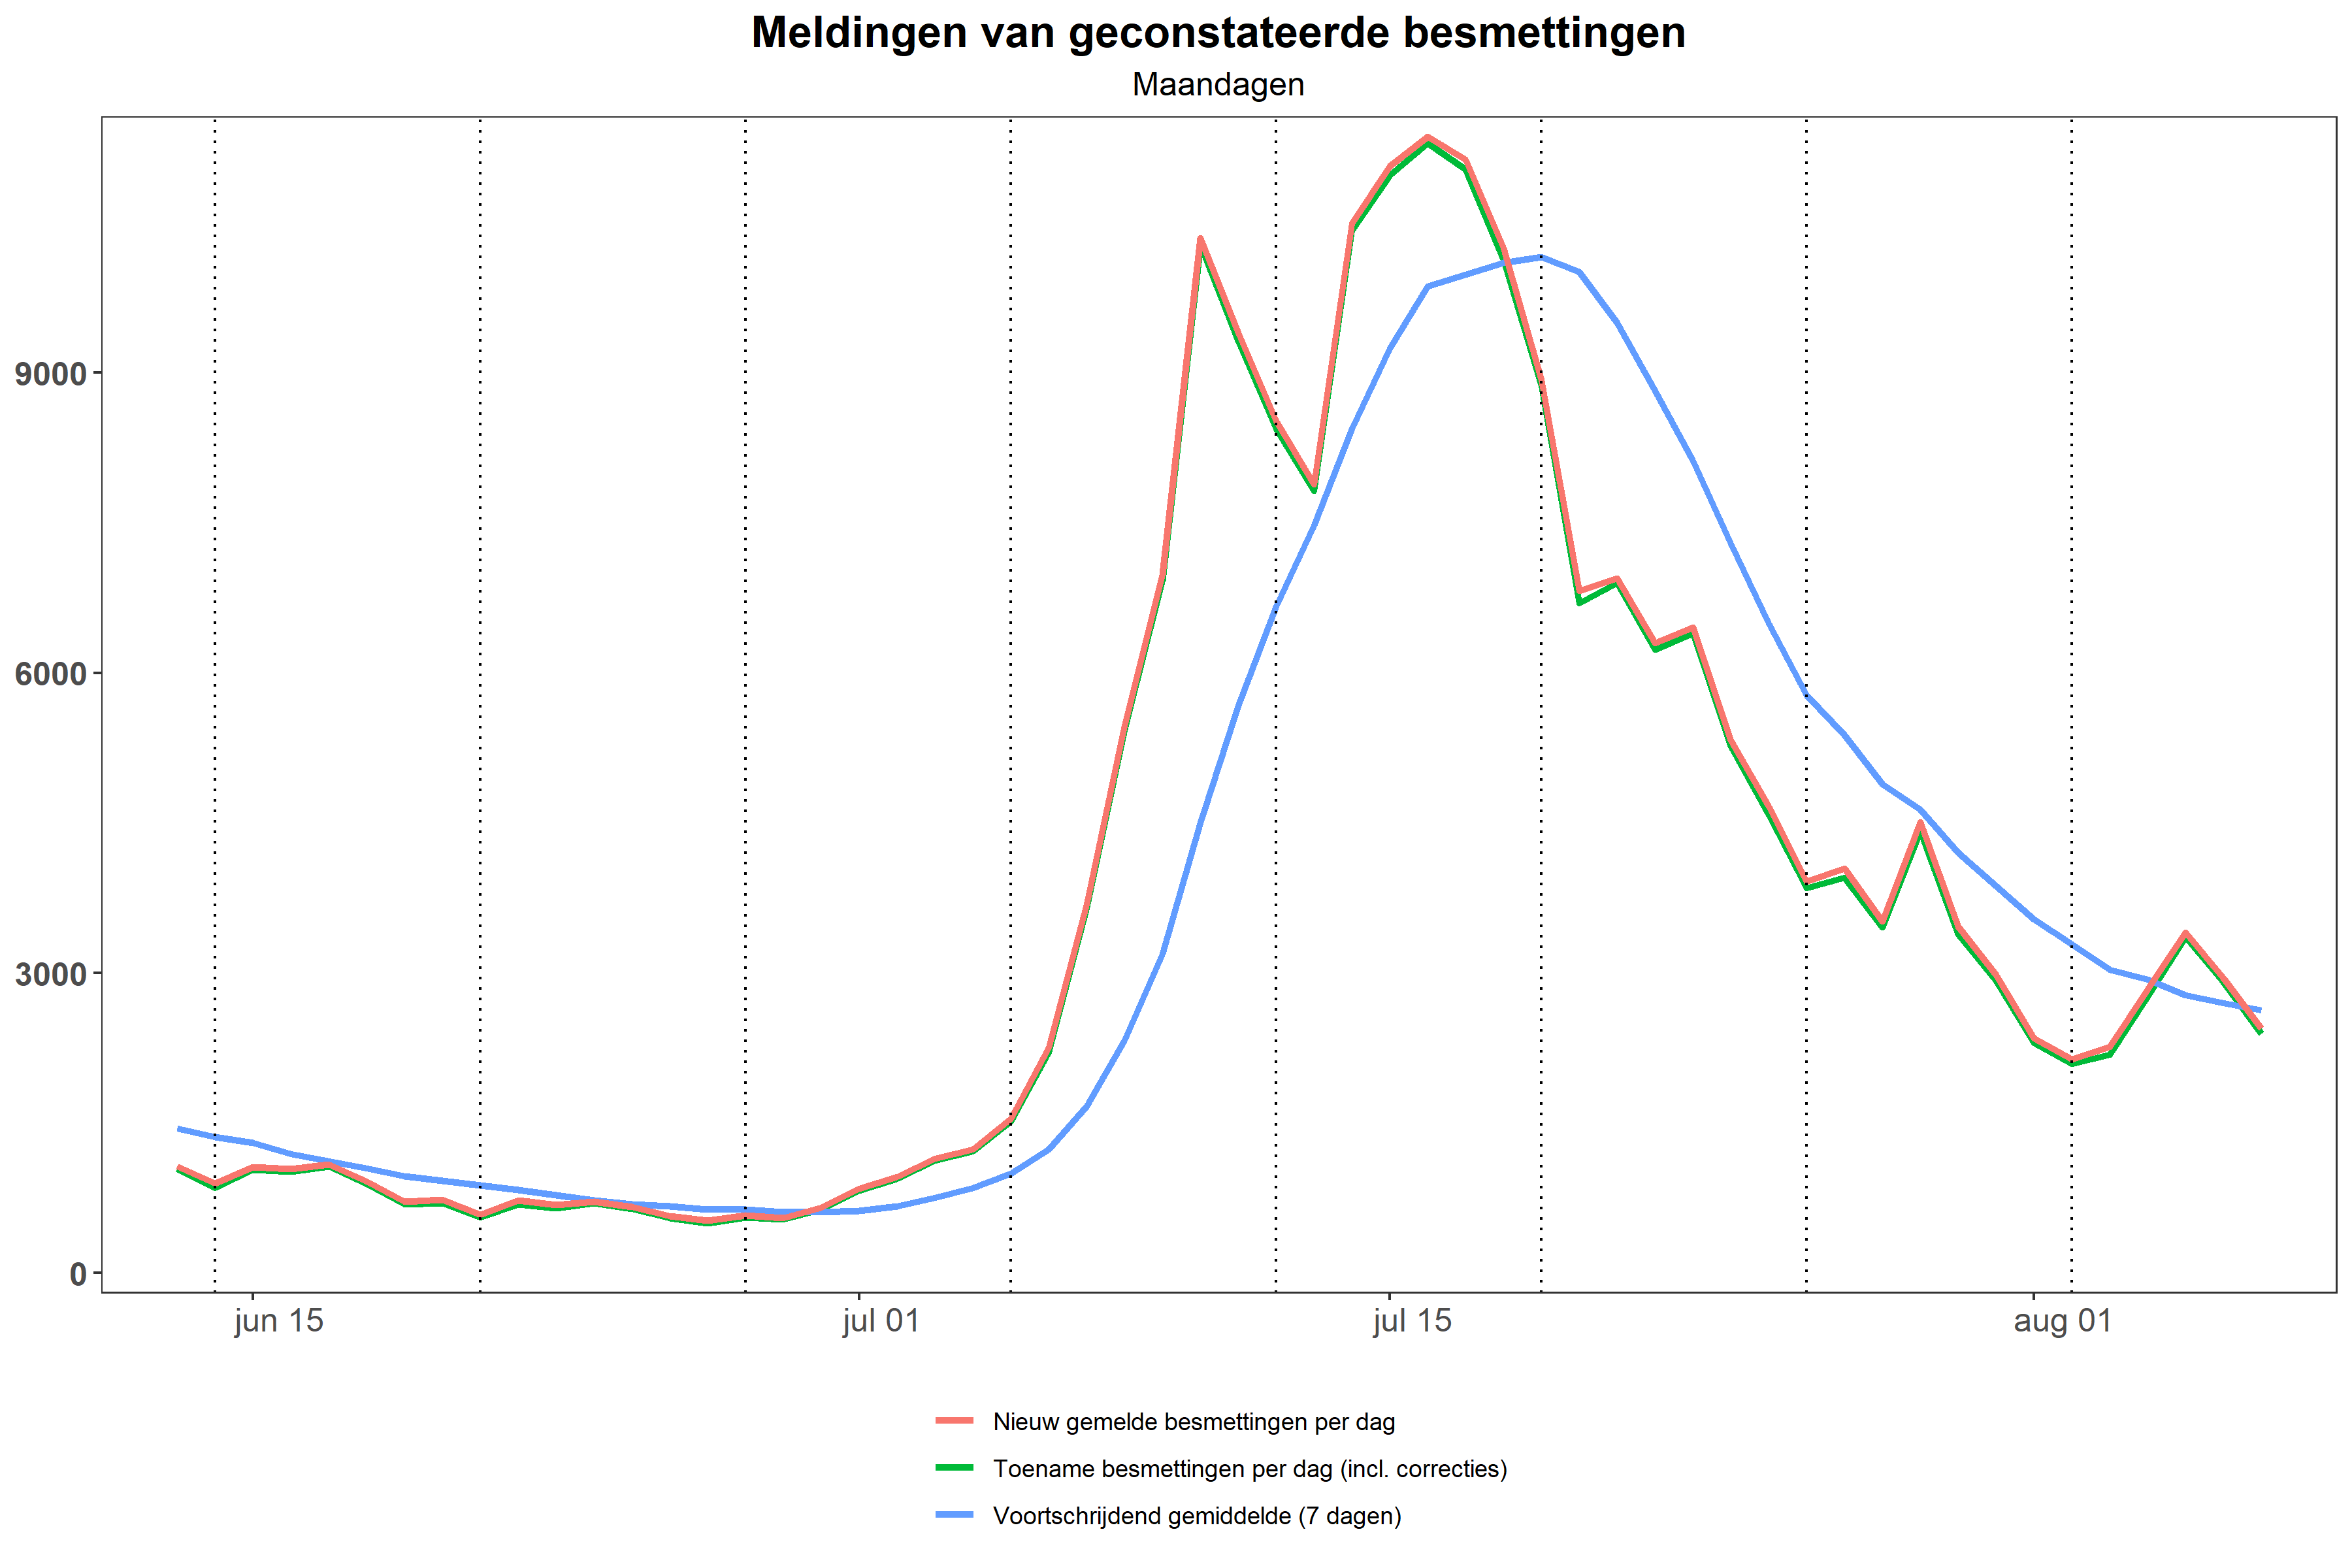 Meldingen van geconstateerde besmettingen
Maandagen
9000
6000
3000
0
jun 15
jul 01
jul 15
aug 01
Nieuw gemelde besmettingen per dag
Toename besmettingen per dag (incl. correcties)
Voortschrijdend gemiddelde (7 dagen)